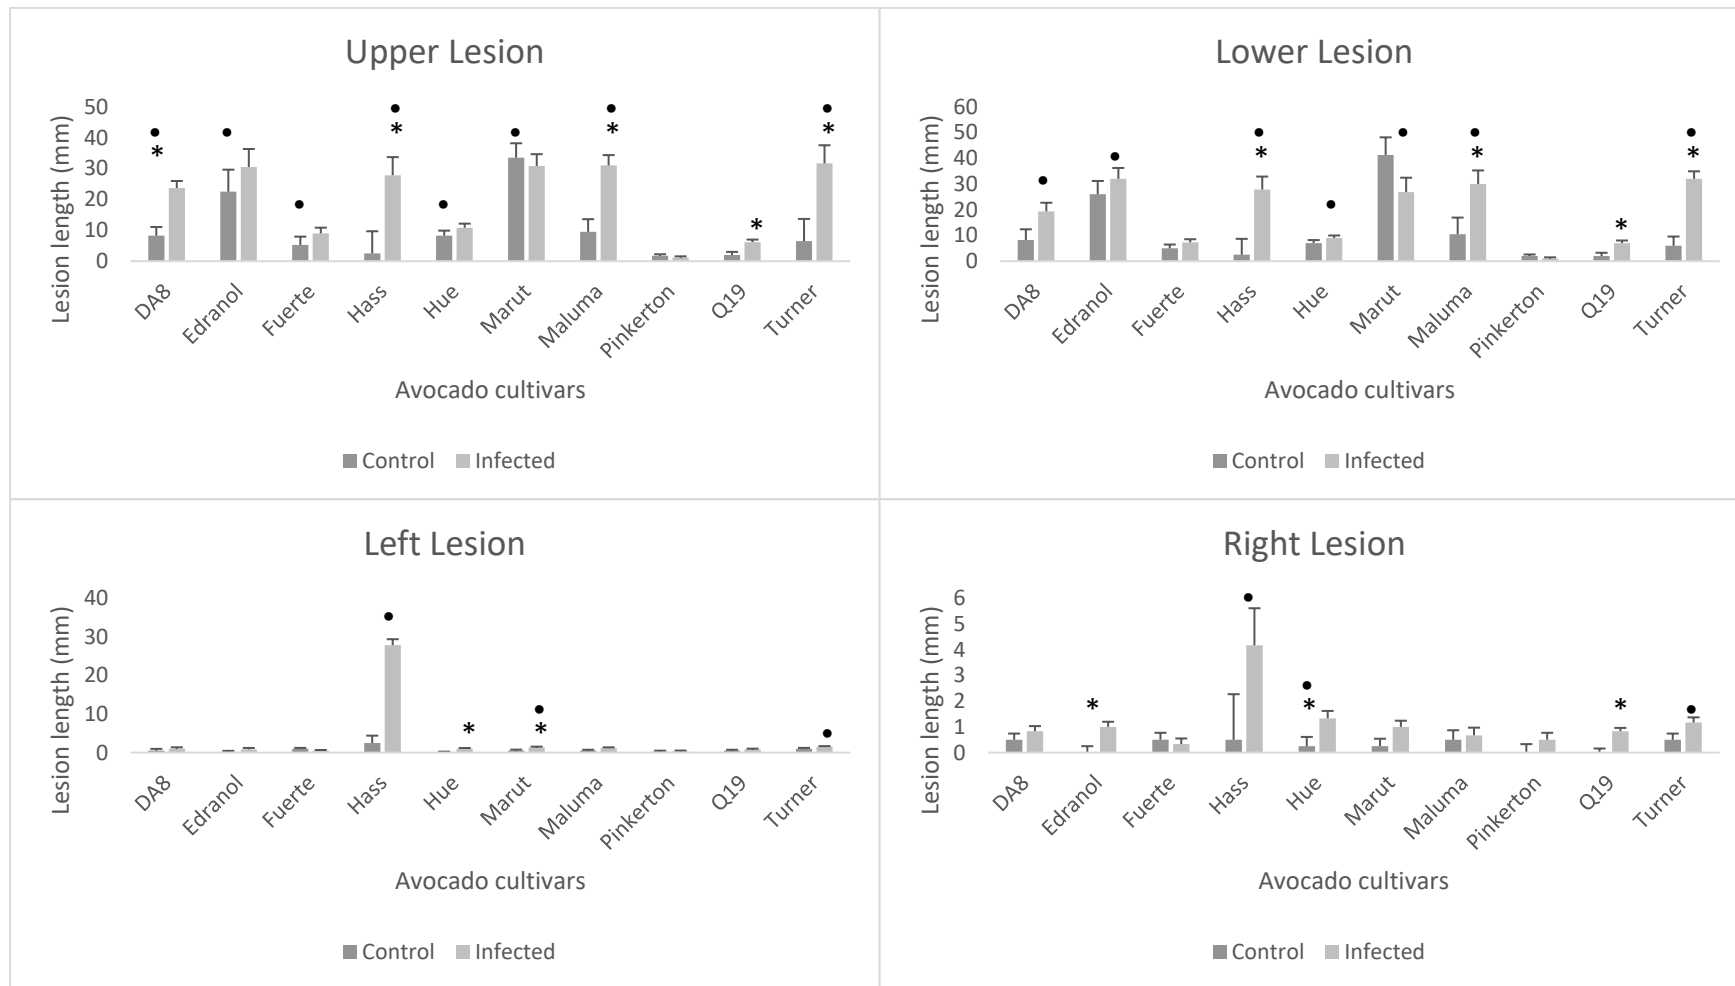 Upper Lesion
Lesion length (mm)
50
40
30
20
10
0
* * * * *
DA8 Edranol Fuerte Hass Hue Marut Maluma Pinkerton Q19 Turner
Avocado cultivars
Control Infected
Lower Lesion
Lesion length (mm)
60
50
40
30
20
10
0
* * * *
DA8 Edranol Fuerte Hass Hue Marut Maluma Pinkerton Q19 Turner
Avocado cultivars
Control Infected
Left Lesion
Lesion length (mm)
40
30
20
10
0
* *
DA8 Edranol Fuerte Hass Hue Marut Maluma Pinkerton Q19 Turner
Avocado cultivars
Control Infected
Right Lesion
Lesion length (mm)
6
5
4
3
2
1
0
* * *
DA8 Edranol Fuerte Hass Hue Marut Maluma Pinkerton Q19 Turner
Avocado cultivars
Control Infected